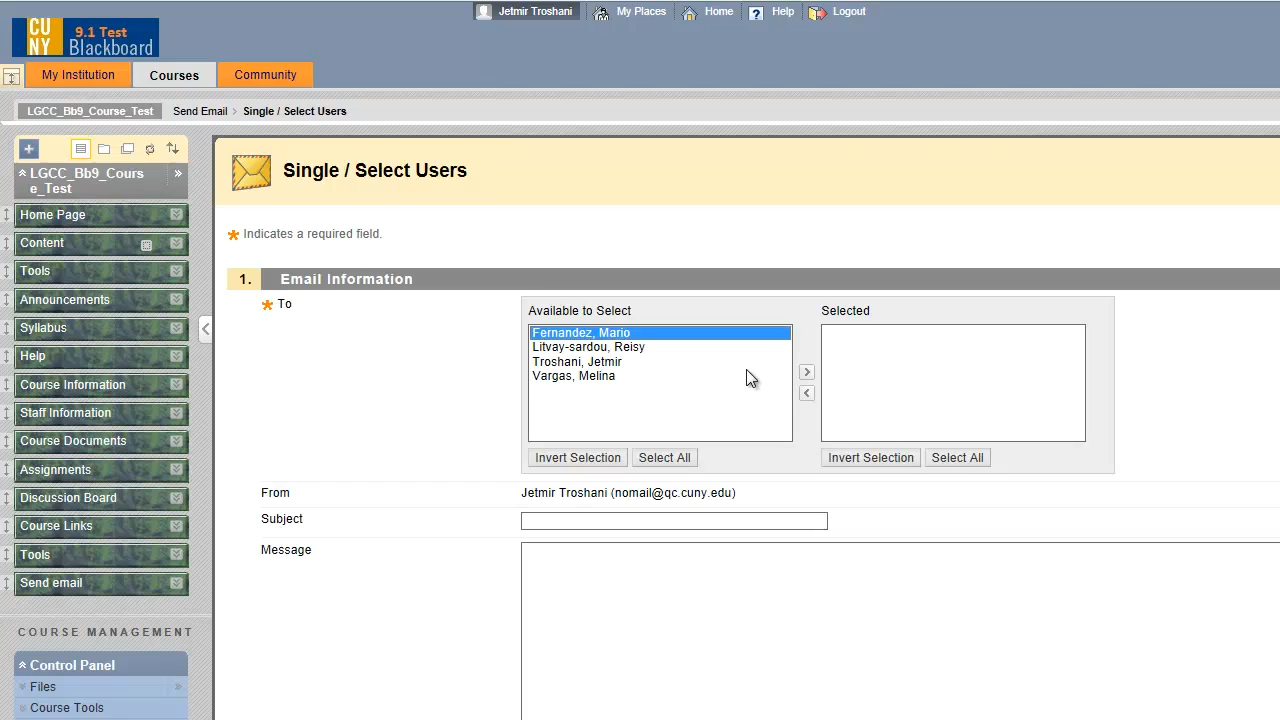 Jetmir Troshani My Places Home Help Logout
CU NY 9.1 Test Blackboard
My Institution Courses Community
LGCC_Bb9_Course_Test Send Email > Single / Select Users
LGCC_Bb9_Cours
e_Test
Home Page
Content
Tools
Announcements
Syllabus
Help
Course Information
Staff Information
Course Documents
Assignments
Discussion Board
Course Links
Tools
Send email
COURSE MANAGEMENT
Control Panel
Files
Course Tools
Single / Select Users
Indicates a required field.
1. Email Information
To
Available to Select
Fernandez, Mario
Litvay-sardou, Reisy
Troshani, Jetmir
Vargas, Melina
Invert Selection Select All
Selected
Invert Selection Select All
From Jetmir Troshani (nomail@qc.cuny.edu)
Subject
Message